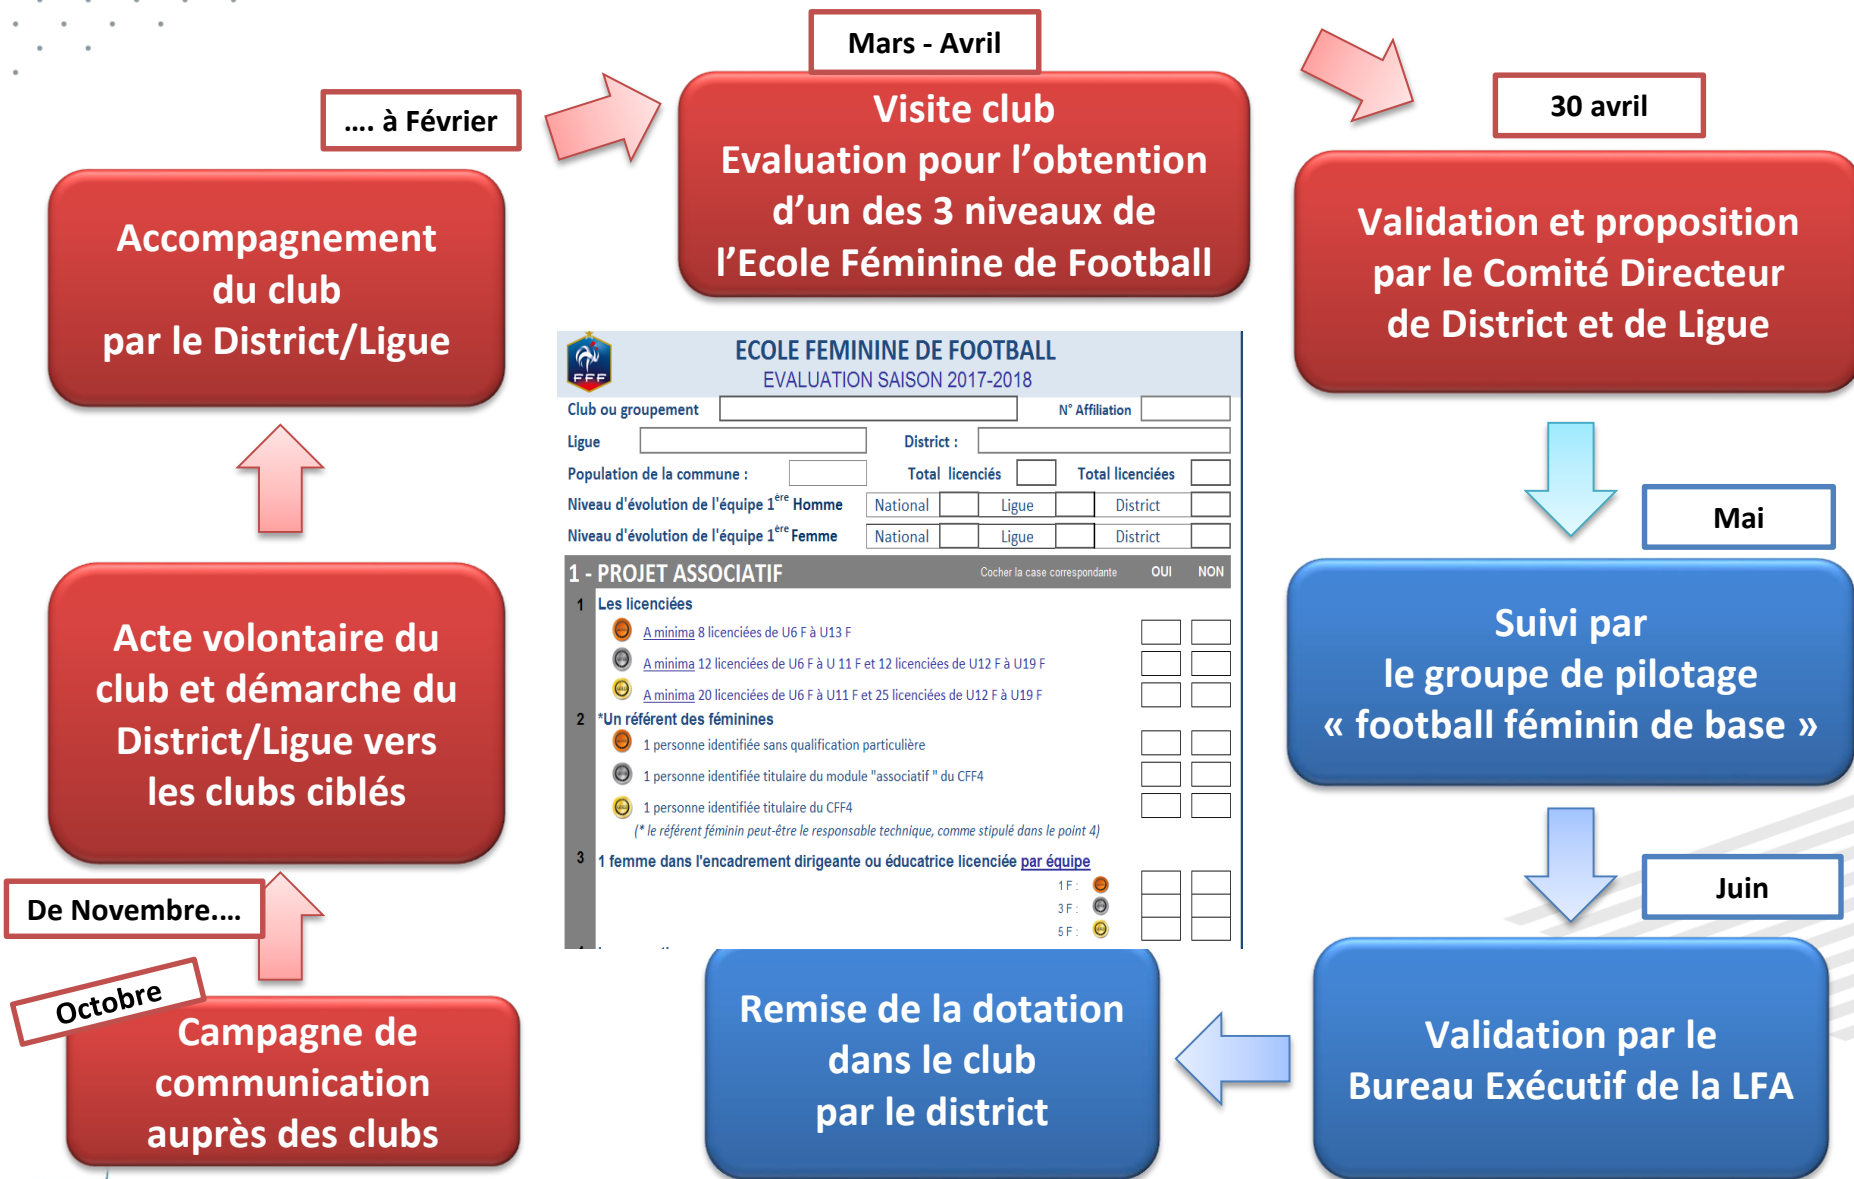 Mars - Avril
Visite club
Evaluation pour l'obtention
d'un des 3 niveaux de
l'Ecole Féminine de Football
.... à Février
Accompagnement
du club
par le District/Ligue
30 avril
Validation et proposition
par le Comité Directeur
de District et de Ligue
FFF
ECOLE FEMININE DE FOOTBALL
EVALUATION SAISON 2017-2018
Club ou groupement N° Affiliation
Ligue District :
Population de la commune : Total licenciés Total licenciées
Niveau d'évolution de l'équipe 1ère Homme National Ligue District
Niveau d'évolution de l'équipe 1ère Femme National Ligue District
1 - PROJET ASSOCIATIF Cocher la case correspondante OUI NON
1 Les licenciées
A minima 8 licenciées de U6 F à U13 F
A minima 12 licenciées de U6 F à U 11 F et 12 licenciées de U12 F à U19 F
A minima 20 licenciées de U6 F à U11 F et 25 licenciées de U12 F à U19 F
2 *Un référent des féminines
1 personne identifiée sans qualification particulière
1 personne identifiée titulaire du module "associatif " du CFF4
1 personne identifiée titulaire du CFF4
(* le référent féminin peut-être le responsable technique, comme stipulé dans le point 4)
3 1 femme dans l'encadrement dirigeante ou éducatrice licenciée par équipe
1 F :
3 F :
5 F :
Acte volontaire du
club et démarche du
District/Ligue vers
les clubs ciblés
De Novembre....
Octobre
Campagne de
communication
auprès des clubs
Mai
Suivi par
le groupe de pilotage
« football féminin de base »
Juin
Validation par le
Bureau Exécutif de la LFA
Remise de la dotation
dans le club
par le district